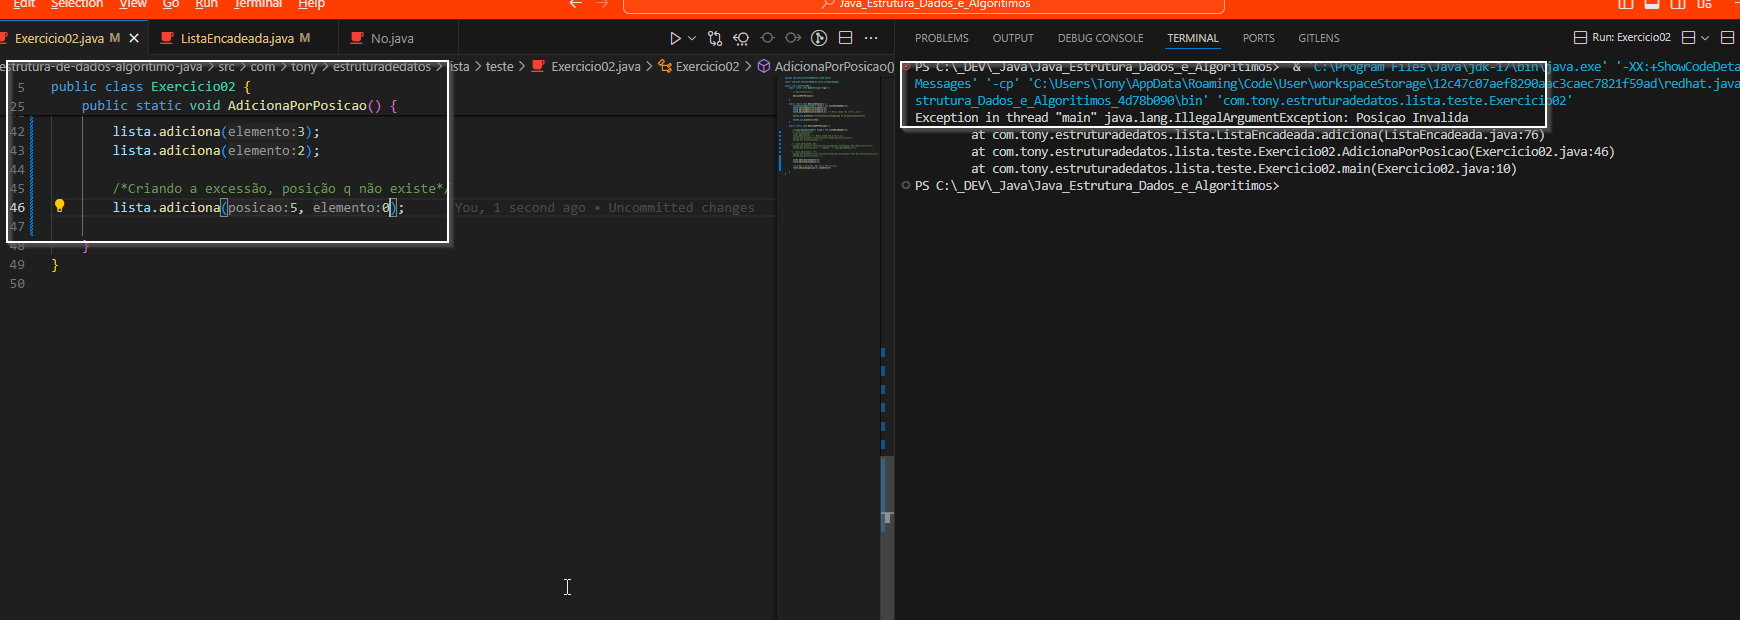 Edit Selection View Go Run Terminal Help
Java_Estrutura_Dados_e_Algoritimos
Exercicio02.java M
ListaEncadeada.java M
No.java
estrutura-de-dados-algoritimo-java > src > com > tony > estruturadedatos > lista > teste > Exercicio02.java > Exercicio02 > AdicionaPorPosicao()
5 public class Exercicio02 {
25 public static void AdicionaPorPosicao() {
42 lista.adiciona(elemento:3);
43 lista.adiciona(elemento:2);
44
45 /*Criando a excessão, posição q não existe*/
46 lista.adiciona(posicao:5, elemento:0); You, 1 second ago • Uncommitted changes
47
48 }
49 }
50
PROBLEMS OUTPUT DEBUG CONSOLE TERMINAL PORTS GITLENS
Run: Exercicio02
PS C:\_DEV\_Java\Java_Estrutura_Dados_e_Algoritimos> & 'C:\Program Files\Java\jdk-17\bin\java.exe' '-XX:+ShowCodeDeta
Messages' '-cp' 'C:\Users\Tony\AppData\Roaming\Code\User\workspaceStorage\12c47c07aef8290aac3caec7821f59ad\redhat.java
strutura_Dados_e_Algoritimos_4d78b090\bin' 'com.tony.estruturadedatos.lista.teste.Exercicio02'
Exception in thread "main" java.lang.IllegalArgumentException: Posiçao Invalida
at com.tony.estruturadedatos.lista.ListaEncadeada.adiciona(ListaEncadeada.java:76)
at com.tony.estruturadedatos.lista.teste.Exercicio02.AdicionaPorPosicao(Exercicio02.java:46)
at com.tony.estruturadedatos.lista.teste.Exercicio02.main(Exercicio02.java:10)
PS C:\_DEV\_Java\Java_Estrutura_Dados_e_Algoritimos>